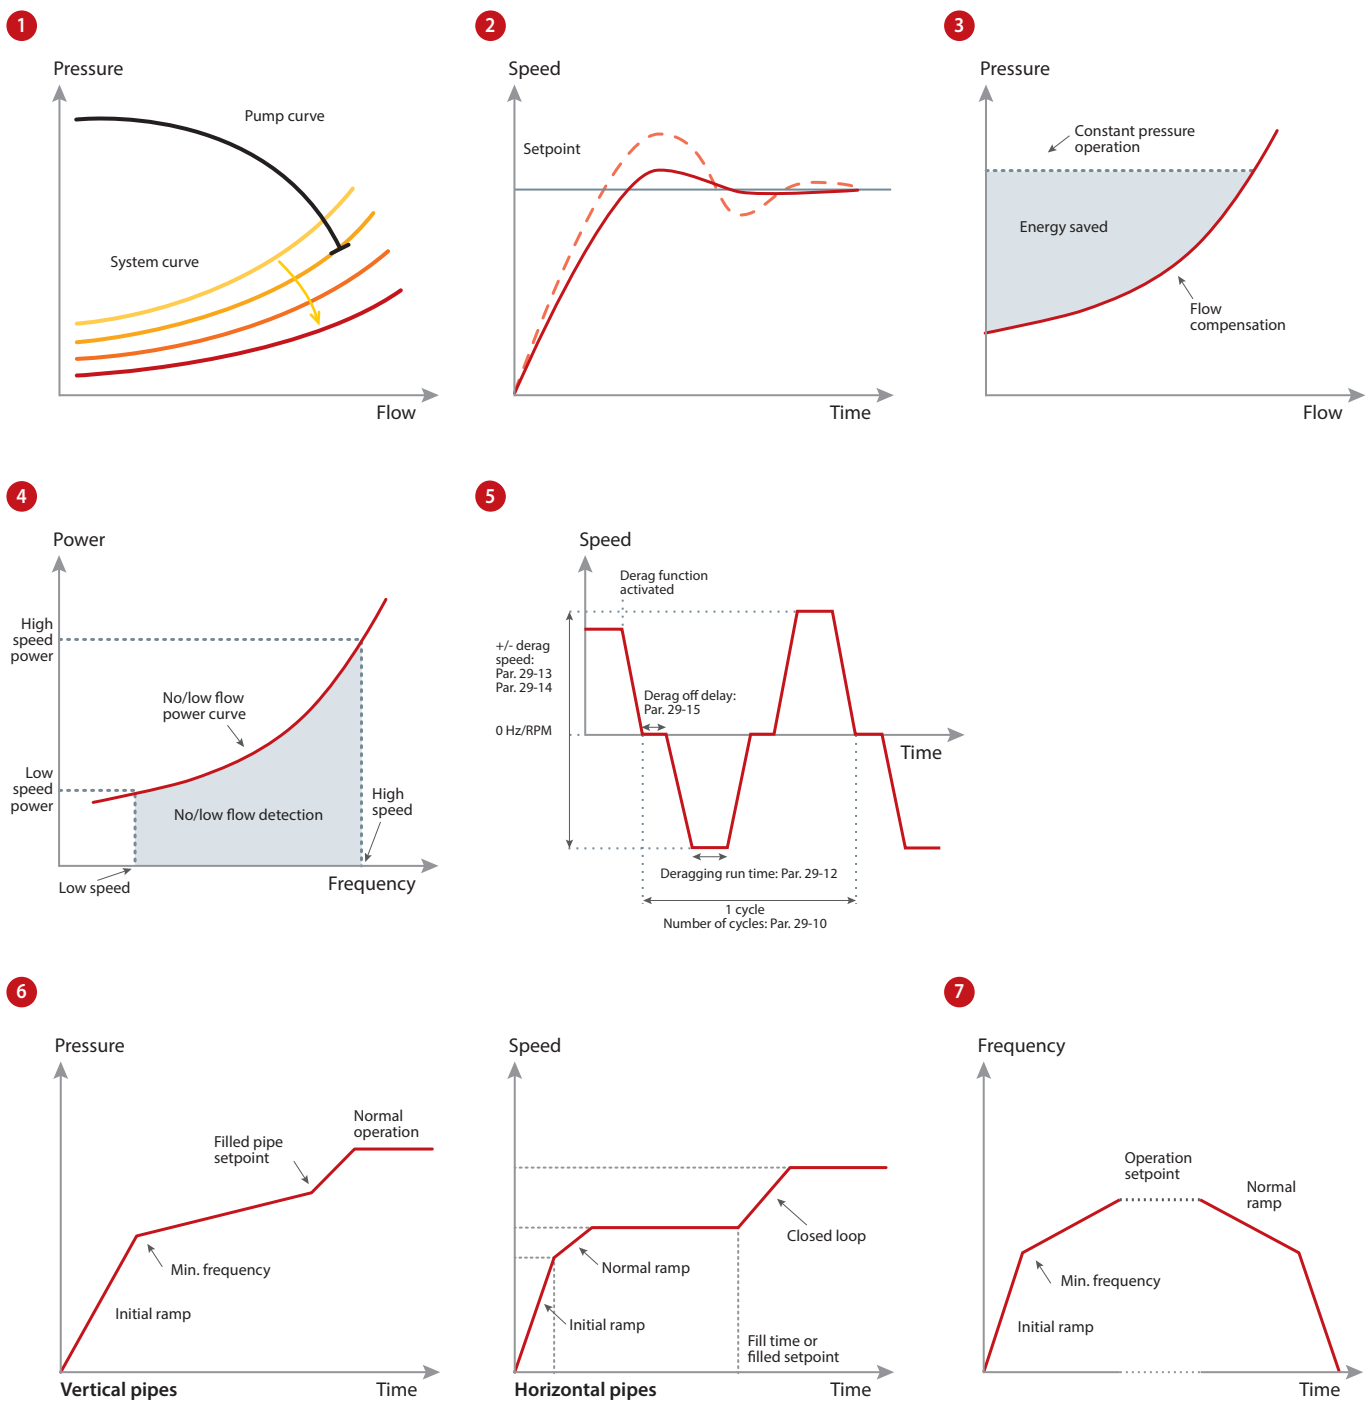 1
Pressure
Pump curve
System curve
Flow
2
Speed
Setpoint
Time
3
Pressure
Constant pressure
operation
Energy saved
Flow
compensation
Flow
4
Power
High
speed
power
No/low flow
power curve
Low
speed
power
No/low flow detection
High
speed
Low speed
Frequency
5
Speed
Derag function
activated
+/- derag
speed:
Par. 29-13
Par. 29-14
Derag off delay:
Par. 29-15
0 Hz/RPM
Time
Deragging run time: Par. 29-12
1 cycle
Number of cycles: Par. 29-10
6
Pressure
Normal
operation
Filled pipe
setpoint
Min. frequency
Initial ramp
Vertical pipes
Time
Speed
Closed loop
Normal ramp
Initial ramp
Fill time or
filled setpoint
Horizontal pipes
Time
7
Frequency
Operation
setpoint
Normal
ramp
Min. frequency
Initial ramp
Time